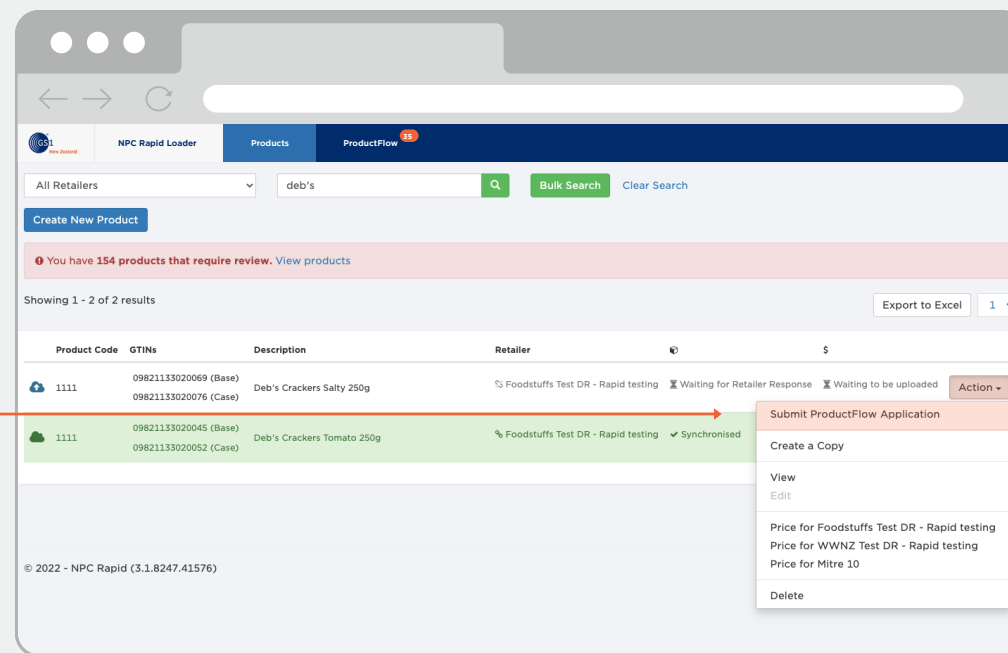 GS1
New Zealand
NPC Rapid Loader
Products
ProductFlow
35
All Retailers
deb's
Bulk Search
Clear Search
Create New Product
You have 154 products that require review. View products
Showing 1 - 2 of 2 results
Export to Excel
1
Product Code GTINs Description Retailer $
1111 09821133020069 (Base) Deb's Crackers Salty 250g Foodstuffs Test DR - Rapid testing Waiting for Retailer Response Waiting to be uploaded Action
09821133020076 (Case)
1111 09821133020045 (Base) Deb's Crackers Tomato 250g Foodstuffs Test DR - Rapid testing Synchronised
09821133020052 (Case)
Submit ProductFlow Application
Create a Copy
View
Edit
Price for Foodstuffs Test DR - Rapid testing
Price for WWNZ Test DR - Rapid testing
Price for Mitre 10
Delete
© 2022 - NPC Rapid (3.1.8247.41576)